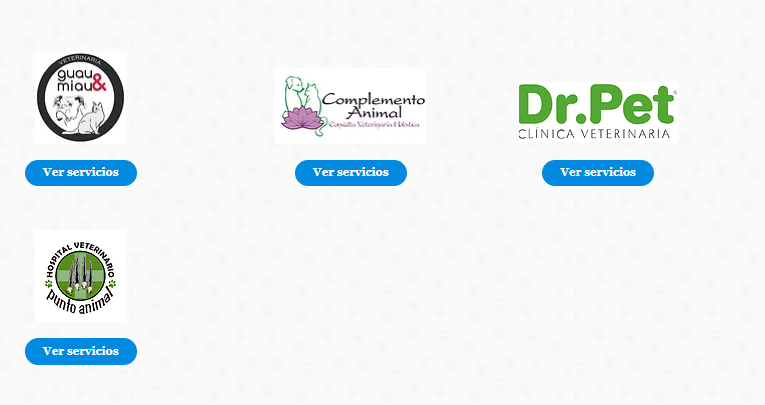 VETERINARIA
guau&
miau
Ver servicios
Complemento
Animal
Consulta Veterinaria Holística
Ver servicios
Dr.Pet®
CLÍNICA VETERINARIA
Ver servicios
HOSPITAL VETERINARIO
punto animal
Ver servicios